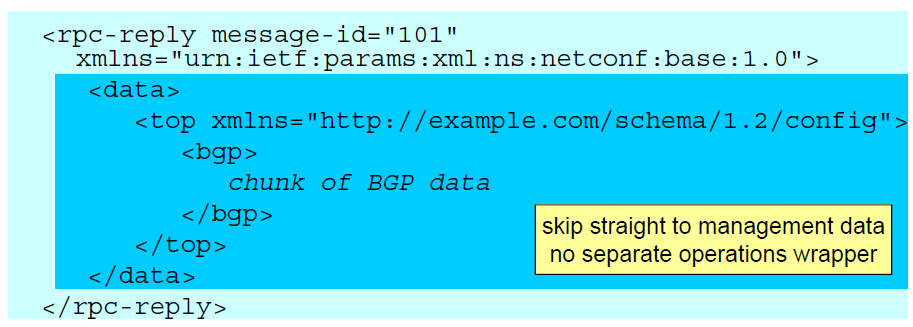 <rpc-reply message-id="101"
xmlns="urn:ietf:params:xml:ns:netconf:base:1.0">
<data>
<top xmlns="http://example.com/schema/1.2/config">
<bgp>
chunk of BGP data
</bgp>
</top>
</data>
</rpc-reply>
skip straight to management data
no separate operations wrapper